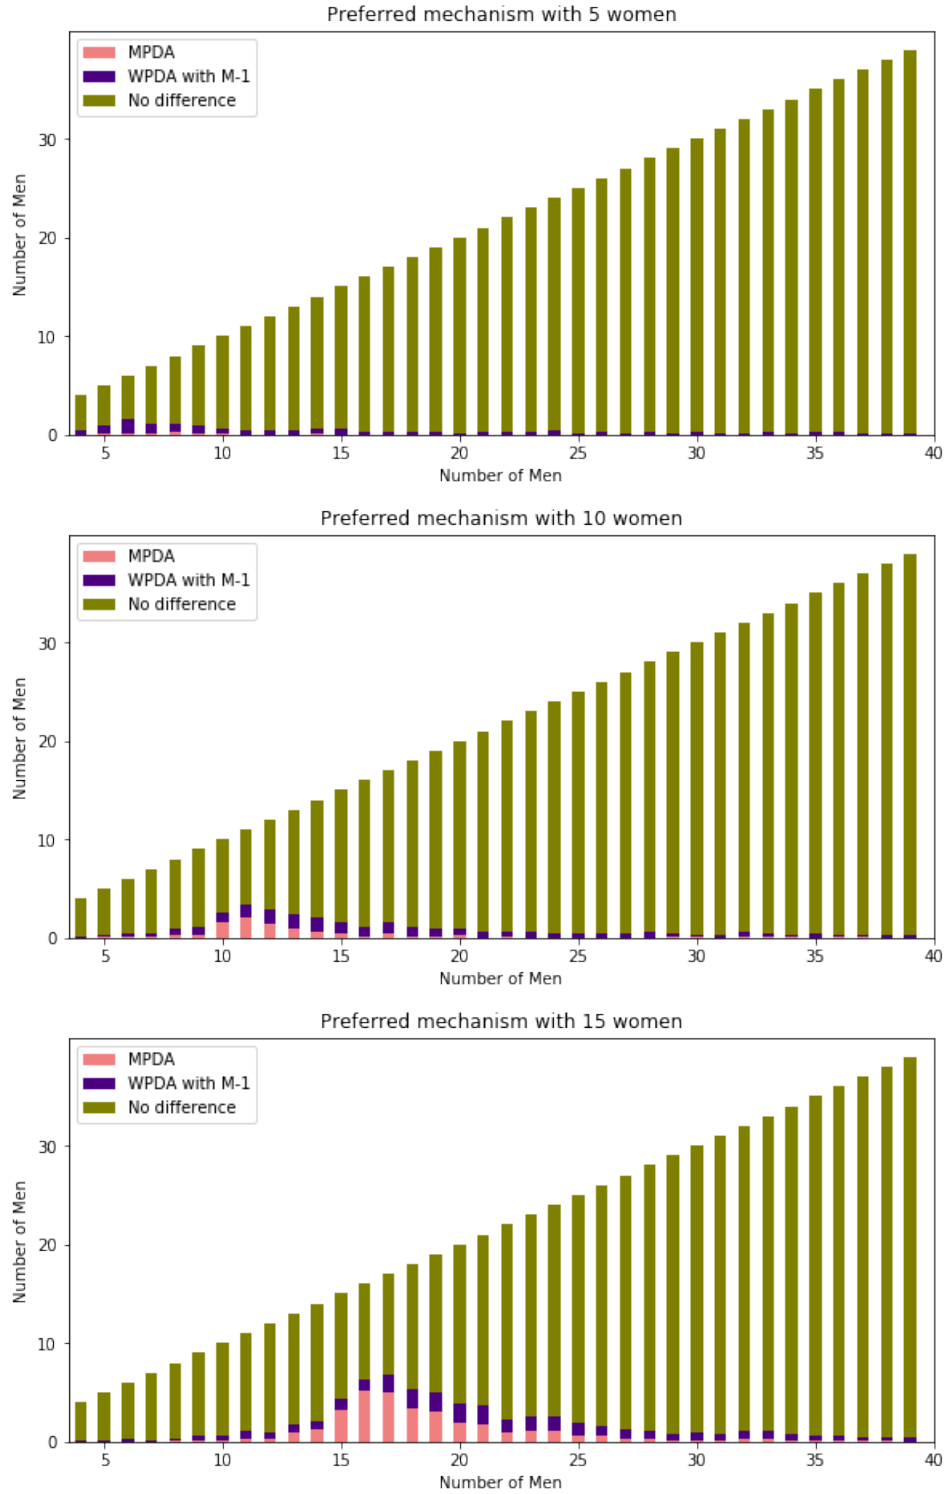 Preferred mechanism with 5 women
MPDA
WPDA with M-1
No difference
30
20
10
0
Number of Men
5 10 15 20 25 30 35 40
Number of Men
Preferred mechanism with 10 women
MPDA
WPDA with M-1
No difference
30
20
10
0
Number of Men
5 10 15 20 25 30 35 40
Number of Men
Preferred mechanism with 15 women
MPDA
WPDA with M-1
No difference
30
20
10
0
Number of Men
5 10 15 20 25 30 35 40
Number of Men